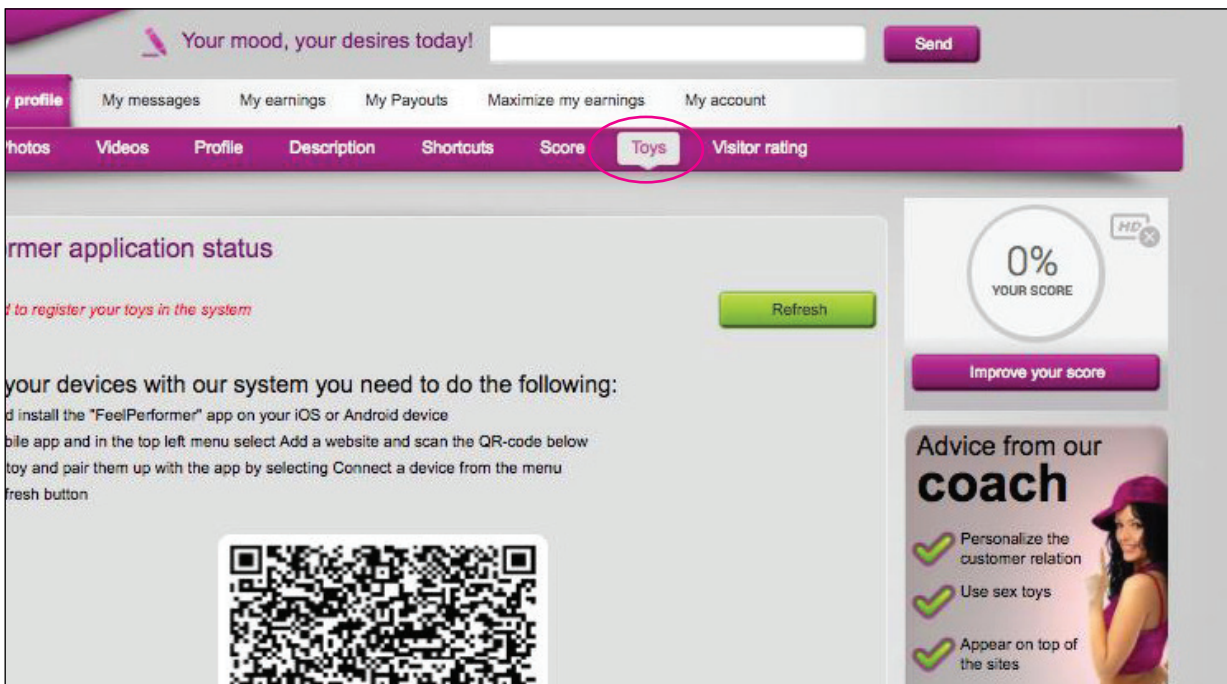 Your mood, your desires today!
Send
profile My messages My earnings My Payouts Maximize my earnings My account
Photos Videos Profile Description Shortcuts Score Toys Visitor rating
rmer application status
HD
0%
YOUR SCORE
to register your toys in the system
Refresh
Improve your score
your devices with our system you need to do the following:
d install the "FeelPerformer" app on your iOS or Android device
bile app and in the top left menu select Add a website and scan the QR-code below
toy and pair them up with the app by selecting Connect a device from the menu
fresh button
Advice from our
coach
Personalize the
customer relation
Use sex toys
Appear on top of
the sites